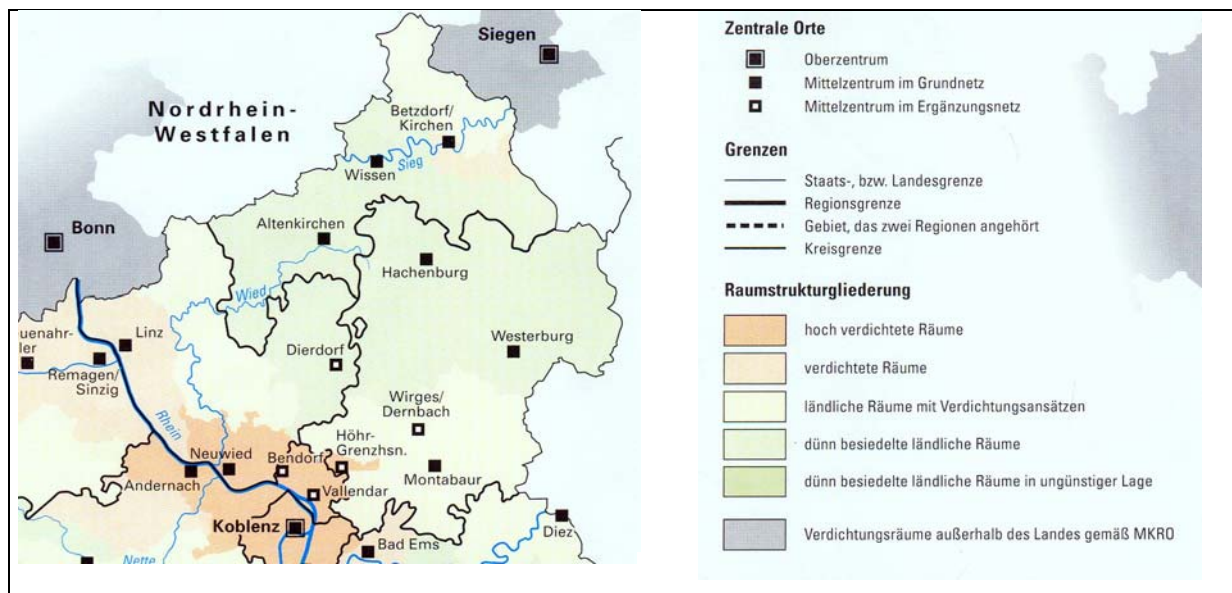 Siegen
Nordrhein-
Westfalen
Betzdorf/
Kirchen
Sieg
Wissen
Bonn
Altenkirchen
Hachenburg
Wied
uenahr-
ler
Linz
Remagen/
Sinzig
Dierdorf
Westerburg
Rhein
Wirges/
Dernbach
Neuwied
Bendorf
Höhr-
Grenzhsn.
Andernach
Vallendar
Montabaur
Koblenz
Bad Ems
Diez
Nette
Zentrale Orte
Oberzentrum
Mittelzentrum im Grundnetz
Mittelzentrum im Ergänzungsnetz
Grenzen
Staats-, bzw. Landesgrenze
Regionsgrenze
Gebiet, das zwei Regionen angehört
Kreisgrenze
Raumstrukturgliederung
hoch verdichtete Räume
verdichtete Räume
ländliche Räume mit Verdichtungsansätzen
dünn besiedelte ländliche Räume
dünn besiedelte ländliche Räume in ungünstiger Lage
Verdichtungsräume außerhalb des Landes gemäß MKRO